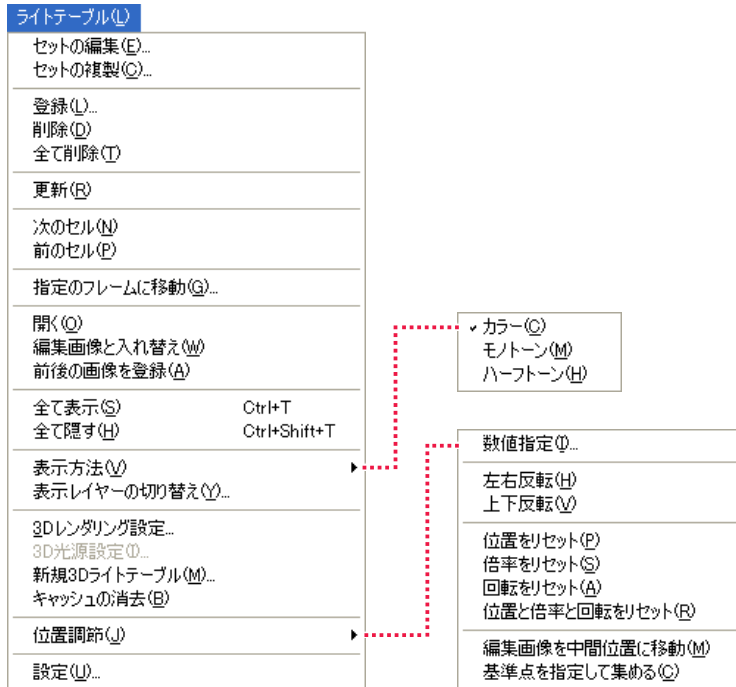 ライトテーブル(L)
セットの編集(E)...
セットの複製(C)...
登録(L)...
削除(D)
全て削除(T)
更新(R)
次のセル(N)
前のセル(P)
指定のフレームに移動(G)...
開く(O)
編集画像と入れ替え(W)
前後の画像を登録(A)
全て表示(S) Ctrl+T
全て隠す(H) Ctrl+Shift+T
表示方法(V)
表示レイヤーの切り替え(Y)...
3Dレンダリング設定...
3D光源設定(I)...
新規3Dライトテーブル(M)...
キャッシュの消去(B)
位置調節(J)
設定(U)...
カラー(C)
モノトーン(M)
ハーフトーン(H)
数値指定(I)...
左右反転(H)
上下反転(V)
位置をリセット(P)
倍率をリセット(S)
回転をリセット(A)
位置と倍率と回転をリセット(R)
編集画像を中間位置に移動(M)
基準点を指定して集める(C)